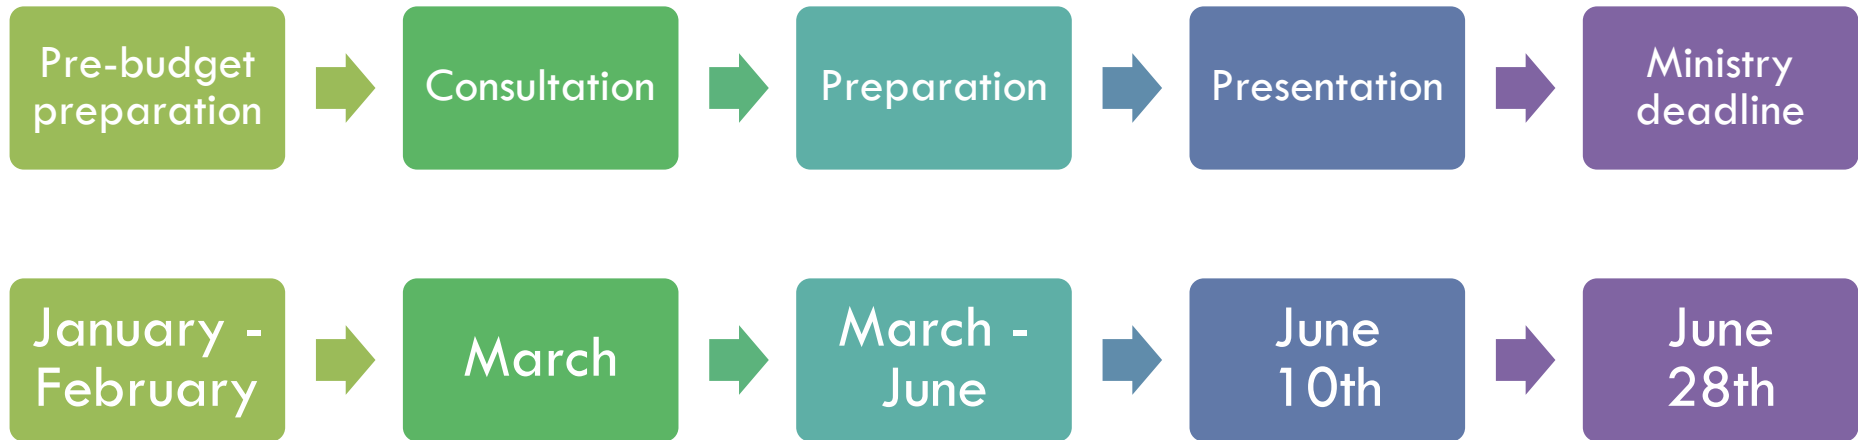 Pre-budget
preparation
Consultation
Preparation
Presentation
Ministry
deadline
January -
February
March
March -
June
June
10th
June
28th